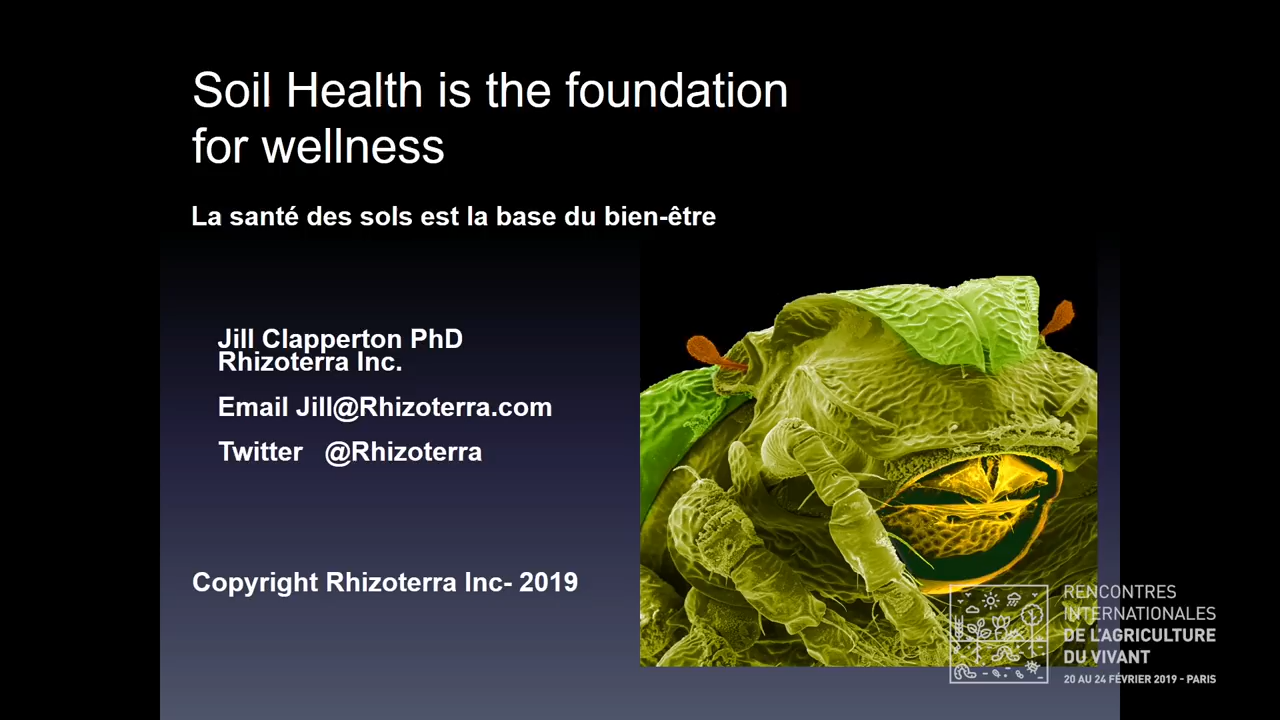 Soil Health is the foundation
for wellness
La santé des sols est la base du bien-être
Jill Clapperton PhD
Rhizoterra Inc.
Email Jill@Rhizoterra.com
Twitter @Rhizoterra
Copyright Rhizoterra Inc- 2019
RENCONTRES
INTERNATIONALES
DE L'AGRICULTURE
DU VIVANT
20 AU 24 FÉVRIER 2019 - PARIS